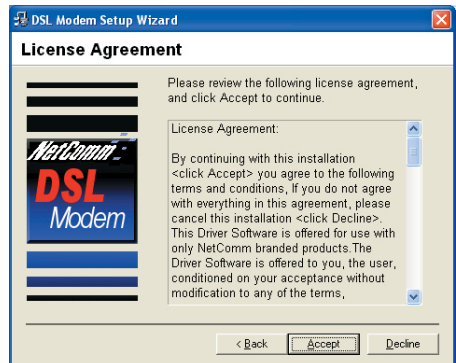 DSL Modem Setup Wizard
License Agreement
Please review the following license agreement,
and click Accept to continue.
NetComm
DSL
Modem
License Agreement:
By continuing with this installation
<click Accept> you agree to the following
terms and conditions, If you do not agree
with everything in this agreement, please
cancel this installation <click Decline>.
This Driver Software is offered for use with
only NetComm branded products.The
Driver Software is offered to you, the user,
conditioned on your acceptance without
modification to any of the terms,
< Back
Accept
Decline